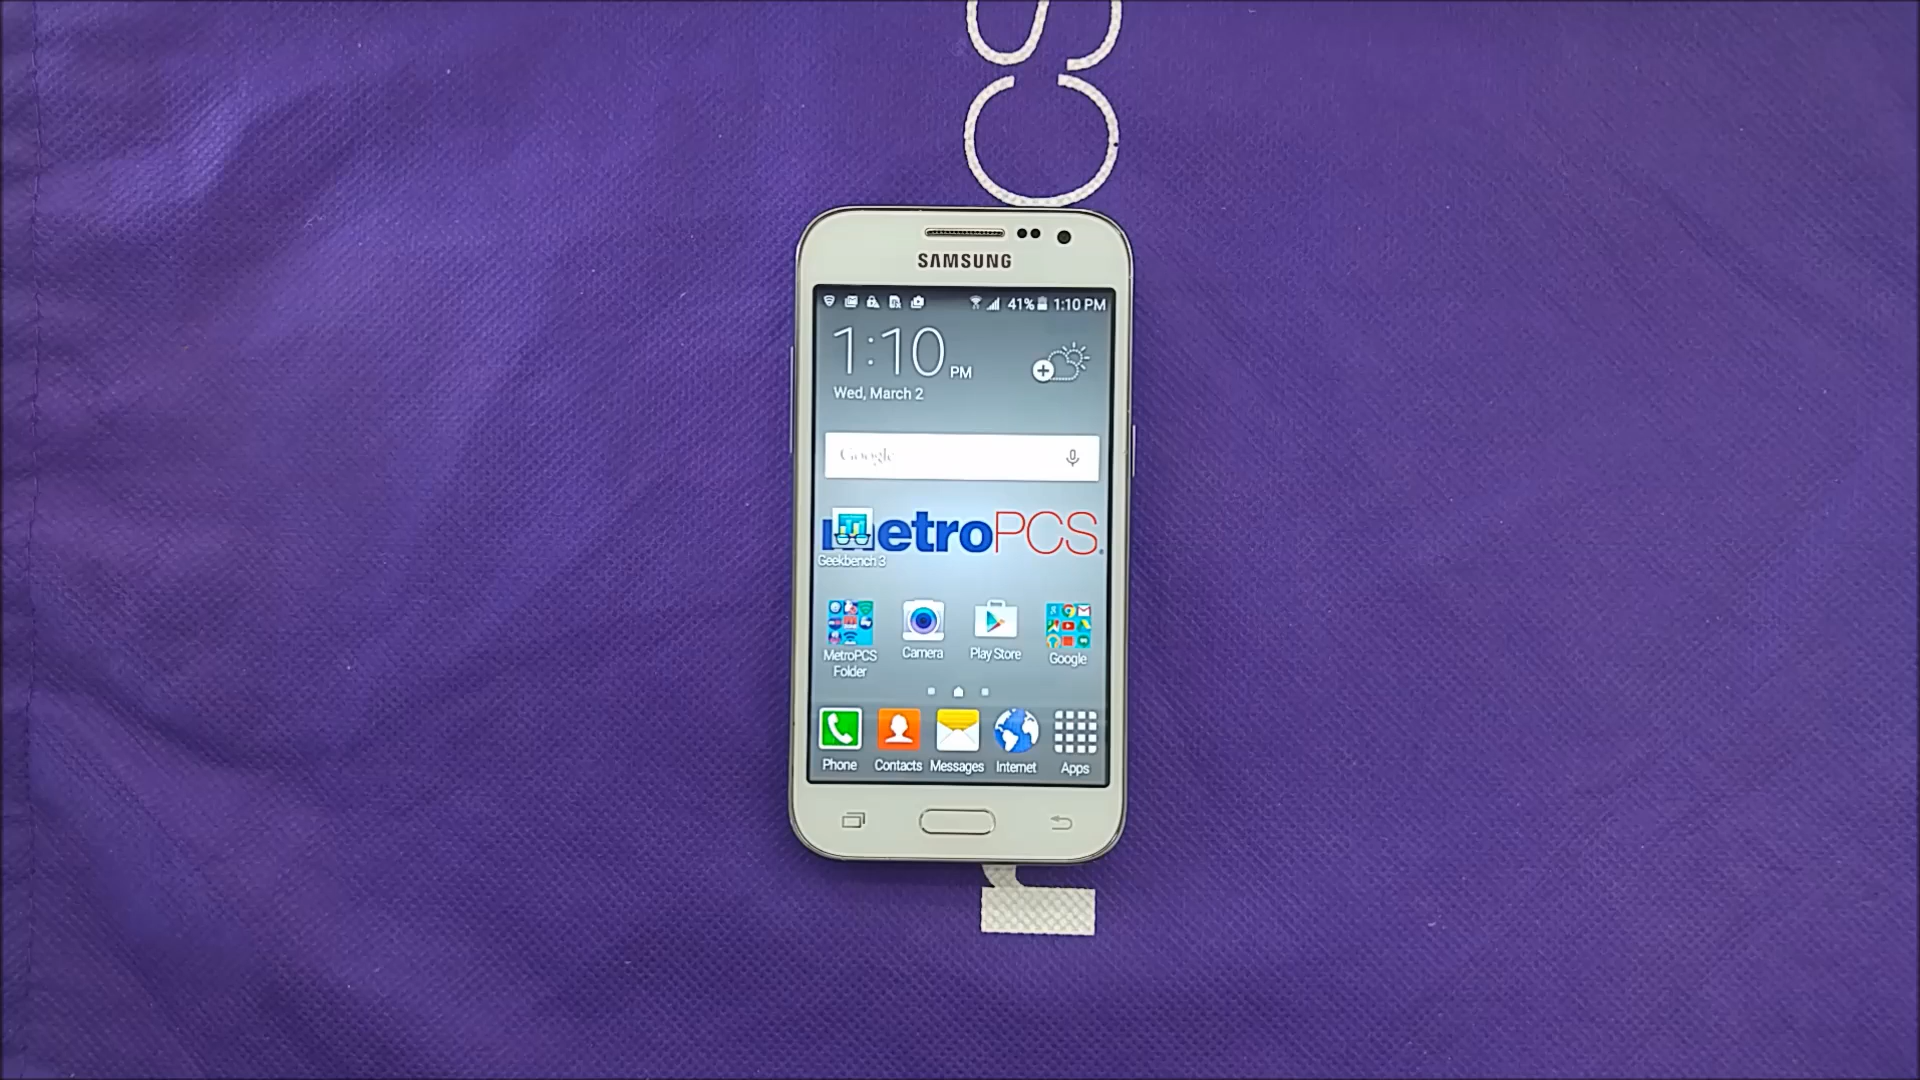 SAMSUNG
41% 1:10 PM
1:10 PM
Wed, March 2
Google
metroPCS.
Geekbench 3
MetroPCS Folder
Camera
Play Store
Google
Phone
Contacts
Messages
Internet
Apps